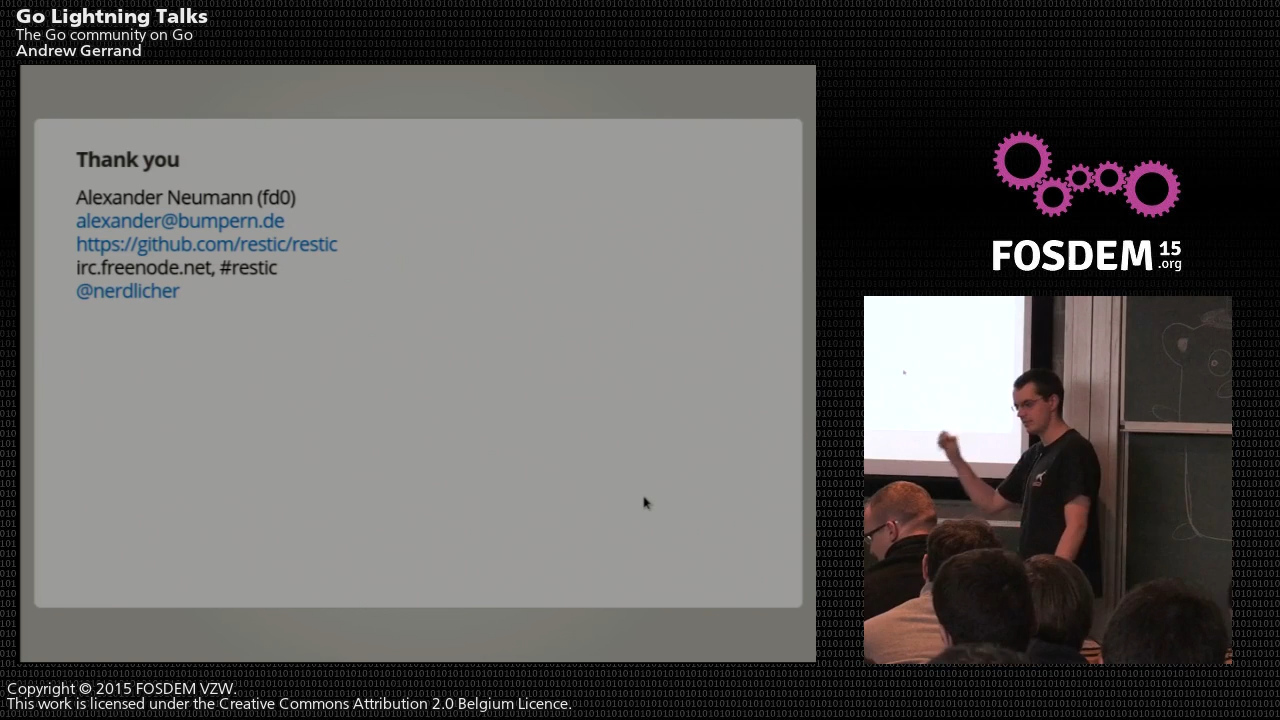 Go Lightning Talks
The Go community on Go
Andrew Gerrand
Thank you
Alexander Neumann (fd0)
alexander@bumpern.de
https://github.com/restic/restic
irc.freenode.net, #restic
@nerdlicher
FOSDEM 15
.org
Copyright © 2015 FOSDEM VZW.
This work is licensed under the Creative Commons Attribution 2.0 Belgium Licence.